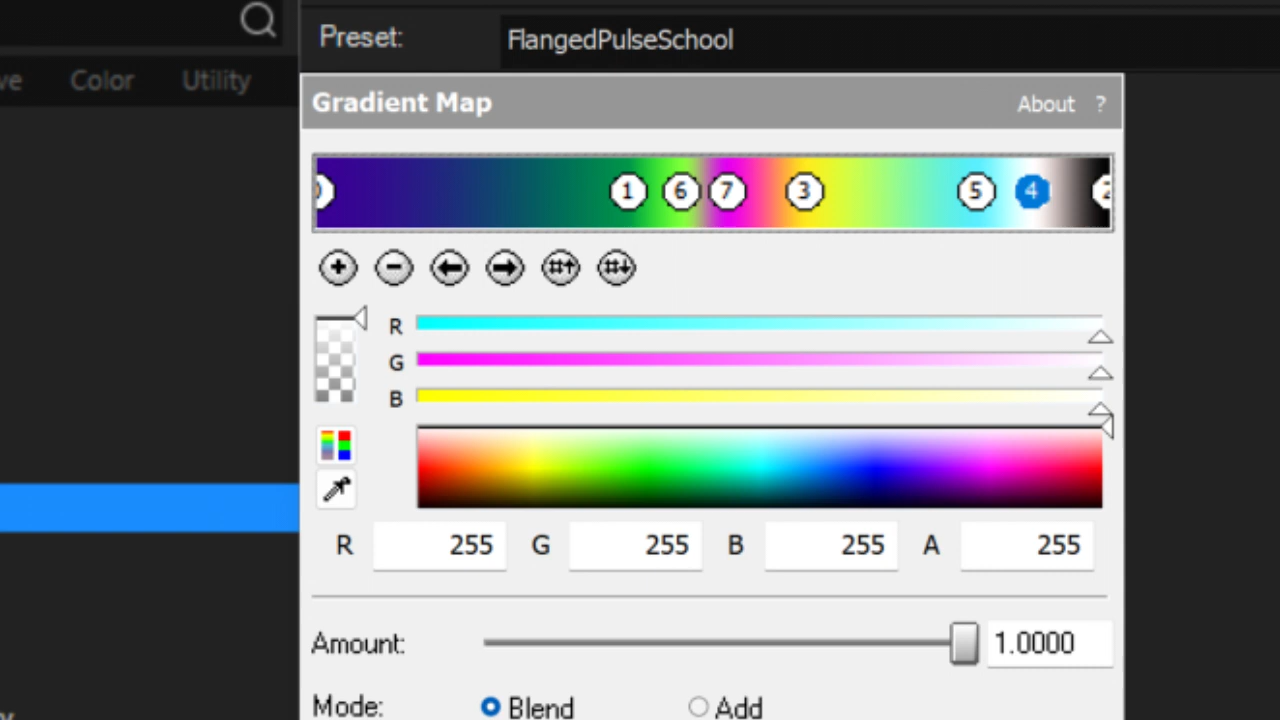 Preset: FlangedPulseSchool
ve Color Utility
Gradient Map About ?
1 6 7 3 5 4 2
R
G
B
R 255 G 255 B 255 A 255
Amount: 1.0000
Mode: Blend Add